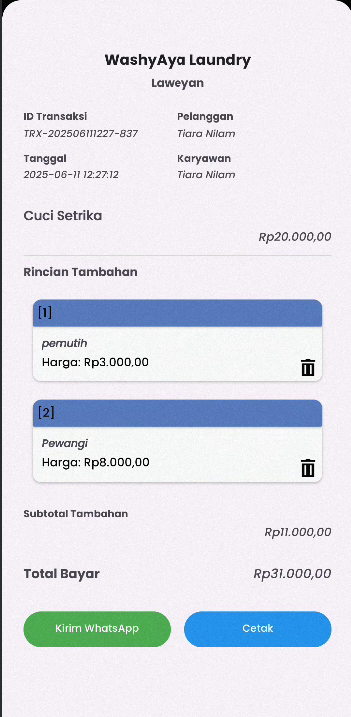 WashyAya Laundry
Laweyan
ID Transaksi
Pelanggan
TRX-202506111227-837
Tiara Nilam
Tanggal
Karyawan
2025-06-11 12:27:12
Tiara Nilam
Cuci Setrika
Rp20.000,00
Rincian Tambahan
[1]
pemutih
Harga: Rp3.000,00
[2]
Pewangi
Harga: Rp8.000,00
Subtotal Tambahan
Rp11.000,00
Total Bayar
Rp31.000,00
Kirim WhatsApp
Cetak